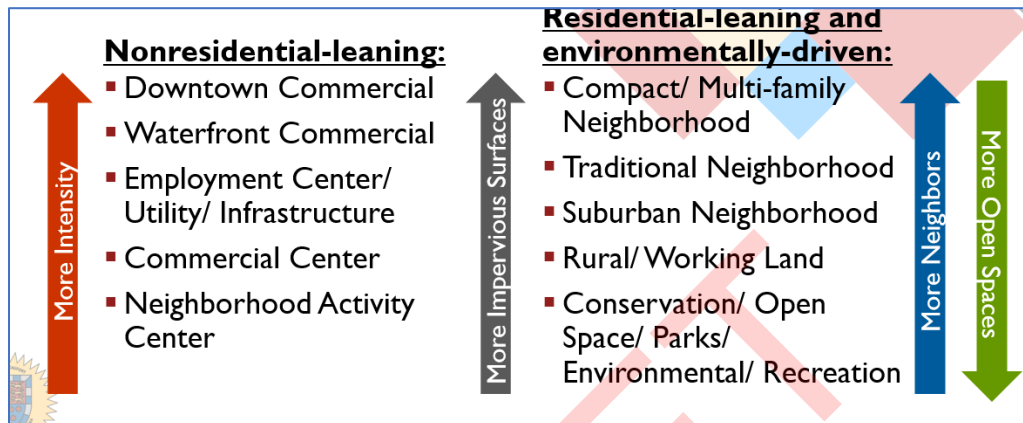 Nonresidential-leaning:
▪ Downtown Commercial
▪ Waterfront Commercial
▪ Employment Center/
Utility/ Infrastructure
▪ Commercial Center
▪ Neighborhood Activity
Center
More Intensity
More Impervious Surfaces
Residential-leaning and
environmentally-driven:
▪ Compact/ Multi-family
Neighborhood
▪ Traditional Neighborhood
▪ Suburban Neighborhood
▪ Rural/ Working Land
▪ Conservation/ Open
Space/ Parks/
Environmental/ Recreation
More Neighbors
More Open Spaces